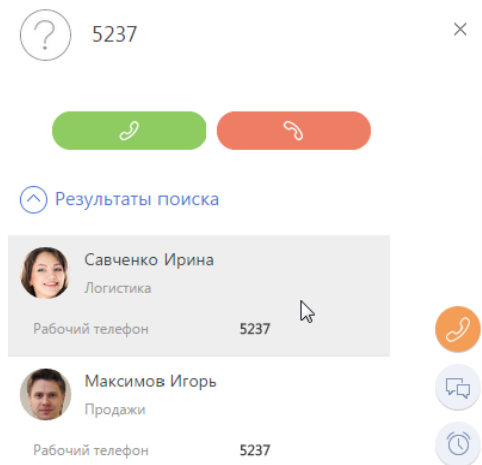 5237
Результаты поиска
Савченко Ирина
Логистика
Рабочий телефон 5237
Максимов Игорь
Продажи
Рабочий телефон 5237